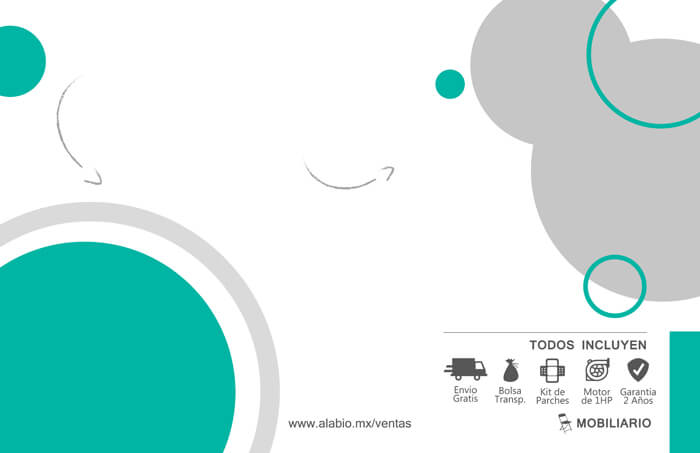 TODOS INCLUYEN
Envio
Gratis
Bolsa
Transp.
Kit de
Parches
Motor
de 1HP
Garantia
2 Años
www.alabio.mx/ventas
MOBILIARIO